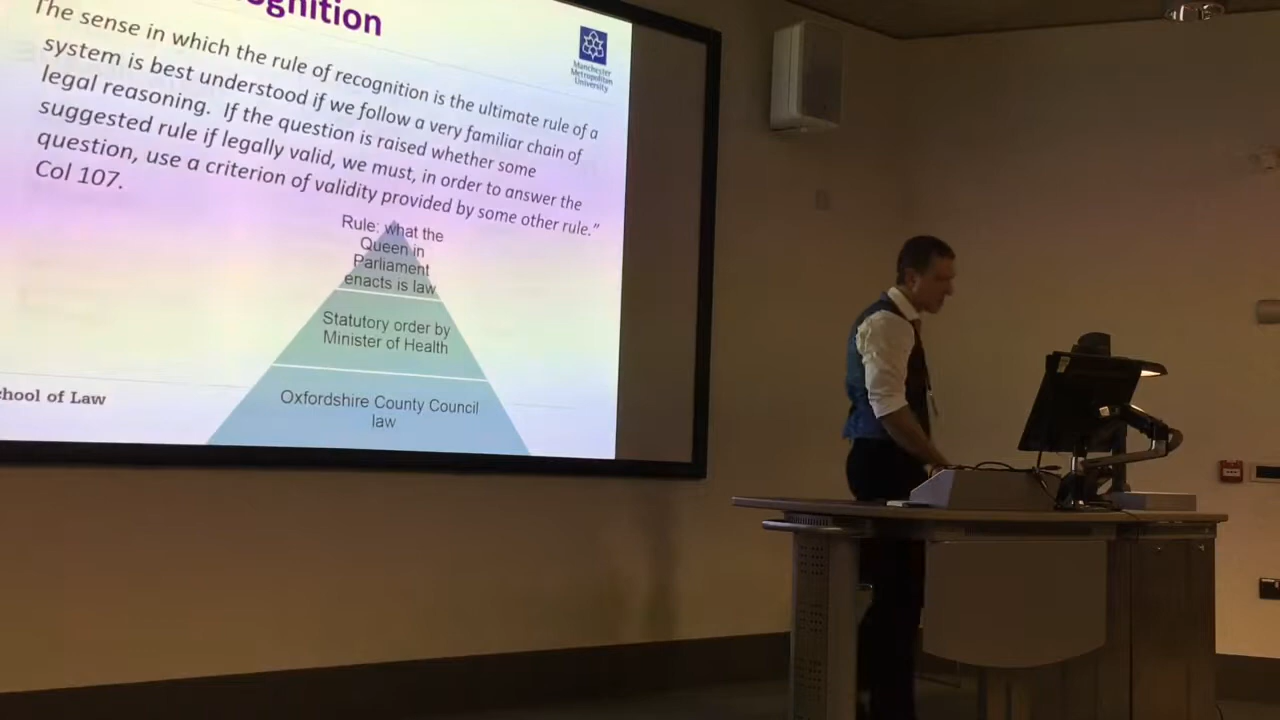 gnition
The sense in which the rule of recognition is the ultimate rule of a
system is best understood if we follow a very familiar chain of
legal reasoning.  If the question is raised whether some
suggested rule if legally valid, we must, in order to answer the
question, use a criterion of validity provided by some other rule.”
Col 107.
Manchester
Metropolitan
University
Rule: what the
Queen in
Parliament
enacts is law
Statutory order by
Minister of Health
Oxfordshire County Council
law
hool of Law